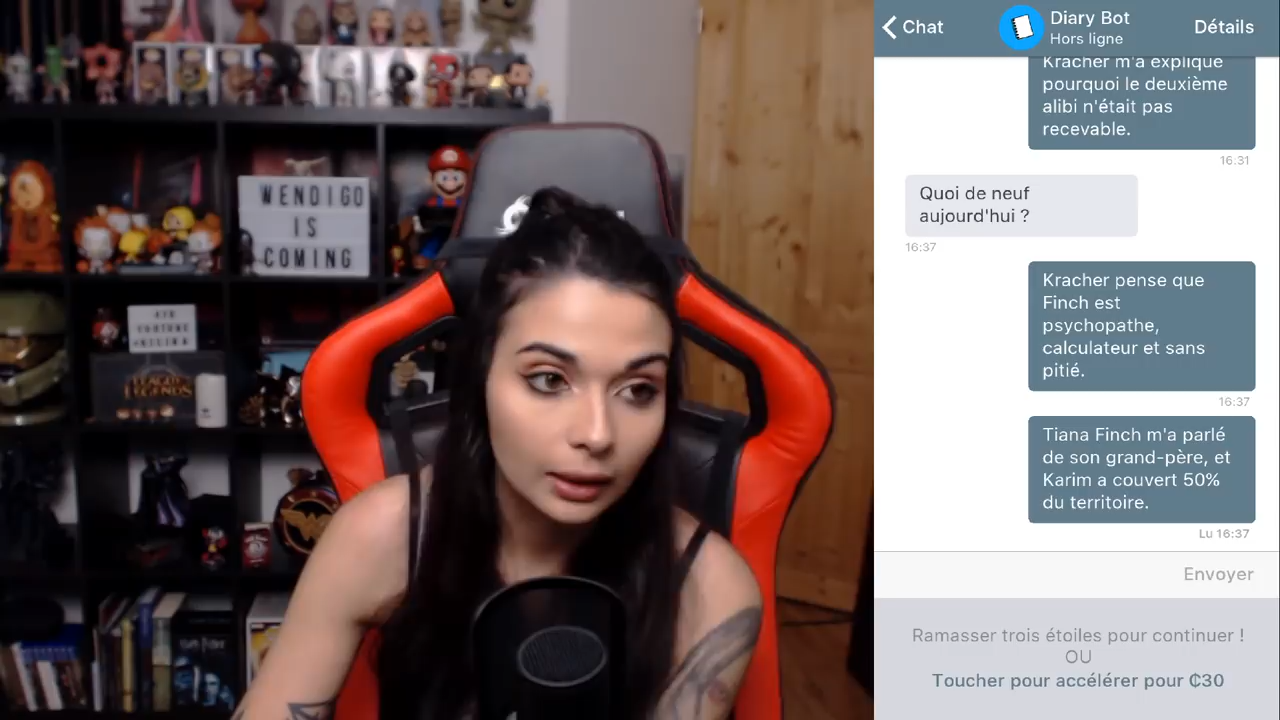 WENDIGO
IS
COMING
YOUTUBE
LEAGUE OF
LEGENDS
Chat
Diary Bot
Hors ligne
Détails
Kracher m'a expliqué
pourquoi le deuxième
alibi n'était pas
recevable.
16:31
Quoi de neuf
aujourd'hui ?
16:37
Kracher pense que
Finch est
psychopathe,
calculateur et sans
pitié.
16:37
Tiana Finch m'a parlé
de son grand-père, et
Karim a couvert 50%
du territoire.
Lu 16:37
Envoyer
Ramasser trois étoiles pour continuer !
OU
Toucher pour accélérer pour ₵30